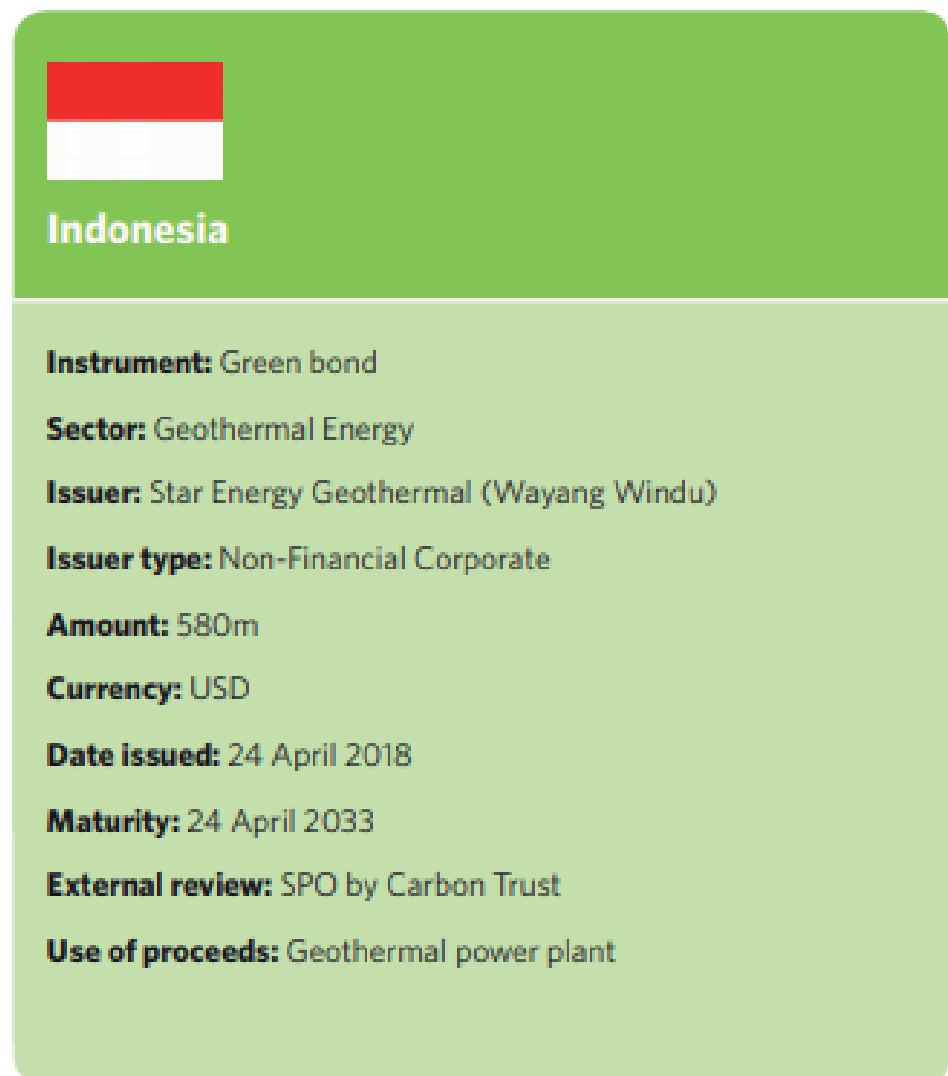 Indonesia
Instrument: Green bond
Sector: Geothermal Energy
Issuer: Star Energy Geothermal (Wayang Windu)
Issuer type: Non-Financial Corporate
Amount: 580m
Currency: USD
Date issued: 24 April 2018
Maturity: 24 April 2033
External review: SPO by Carbon Trust
Use of proceeds: Geothermal power plant